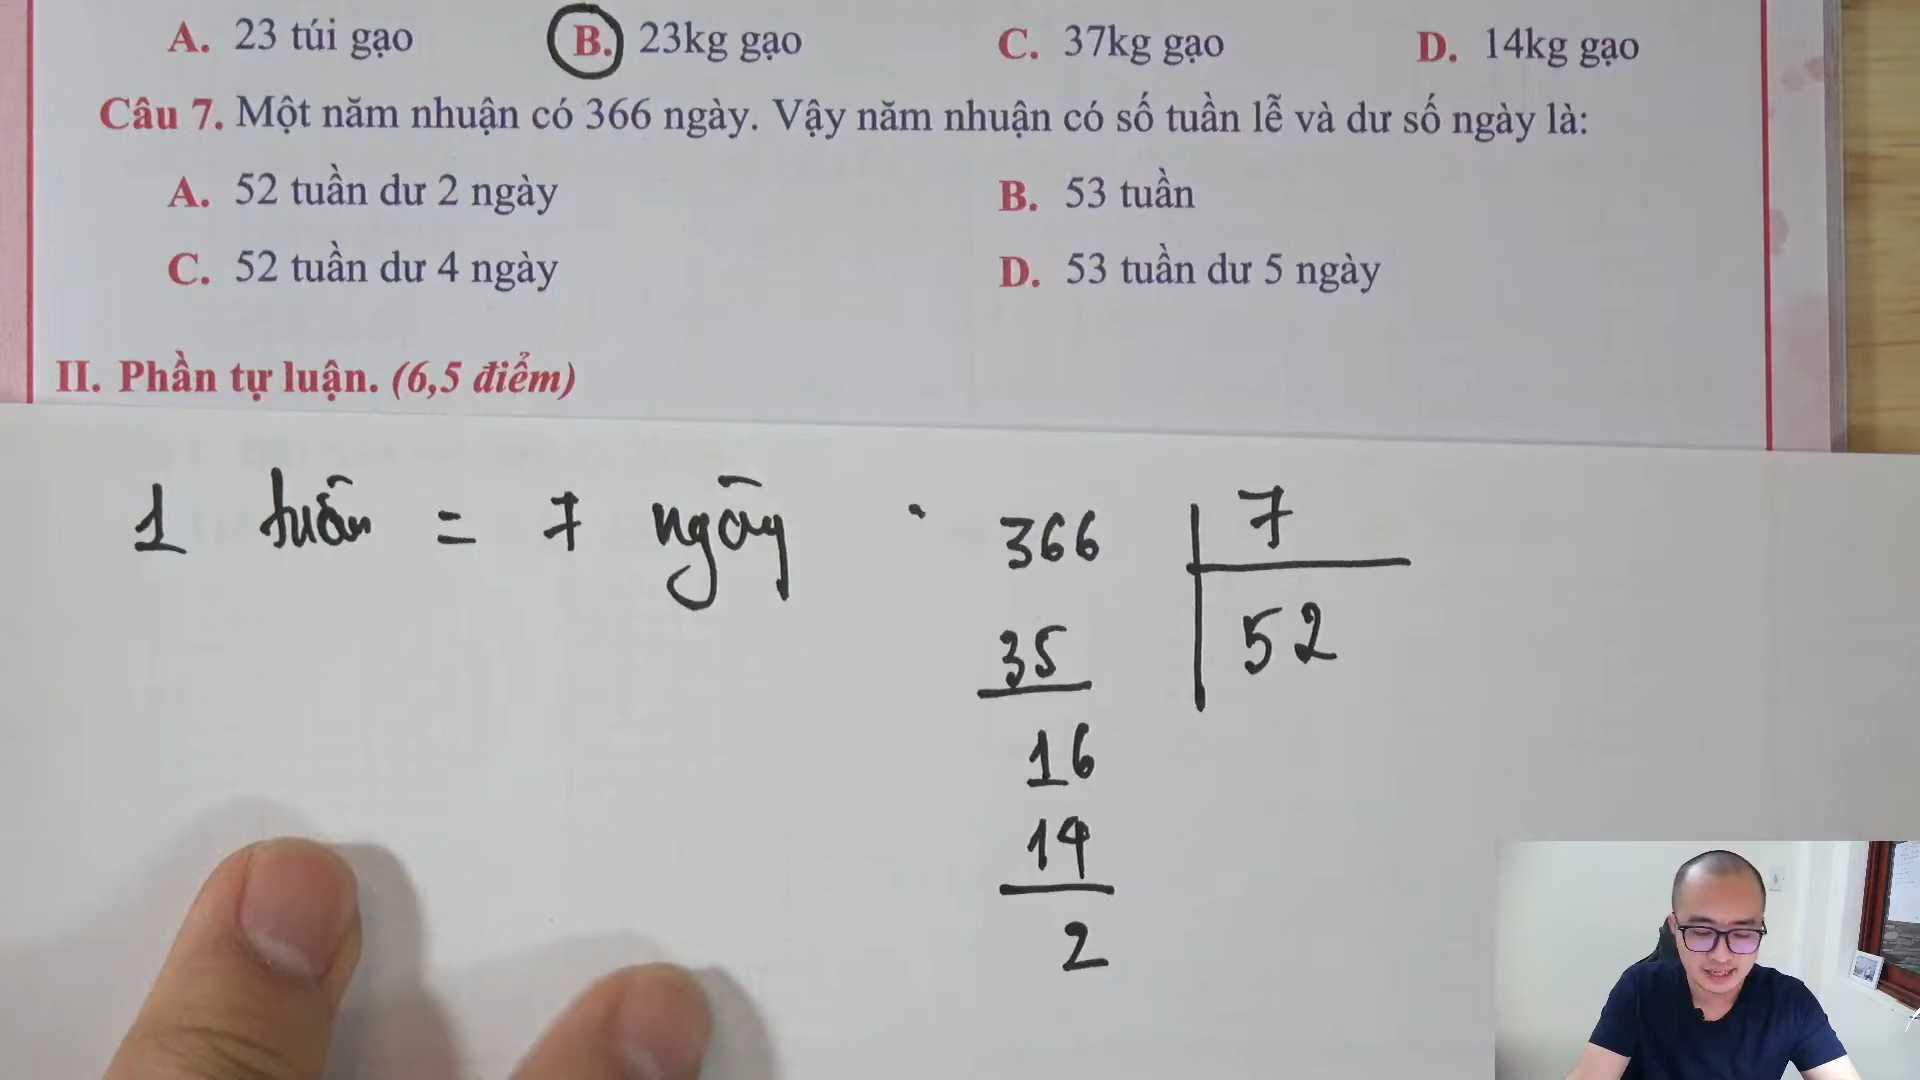 A. 23 túi gạo B. 23kg gạo C. 37kg gạo D. 14kg gạo
Câu 7. Một năm nhuận có 366 ngày. Vậy năm nhuận có số tuần lễ và dư số ngày là:
A. 52 tuần dư 2 ngày B. 53 tuần
C. 52 tuần dư 4 ngày D. 53 tuần dư 5 ngày
II. Phần tự luận. (6,5 điểm)
1 tuần = 7 ngày 366 7
35 52
16
14
2